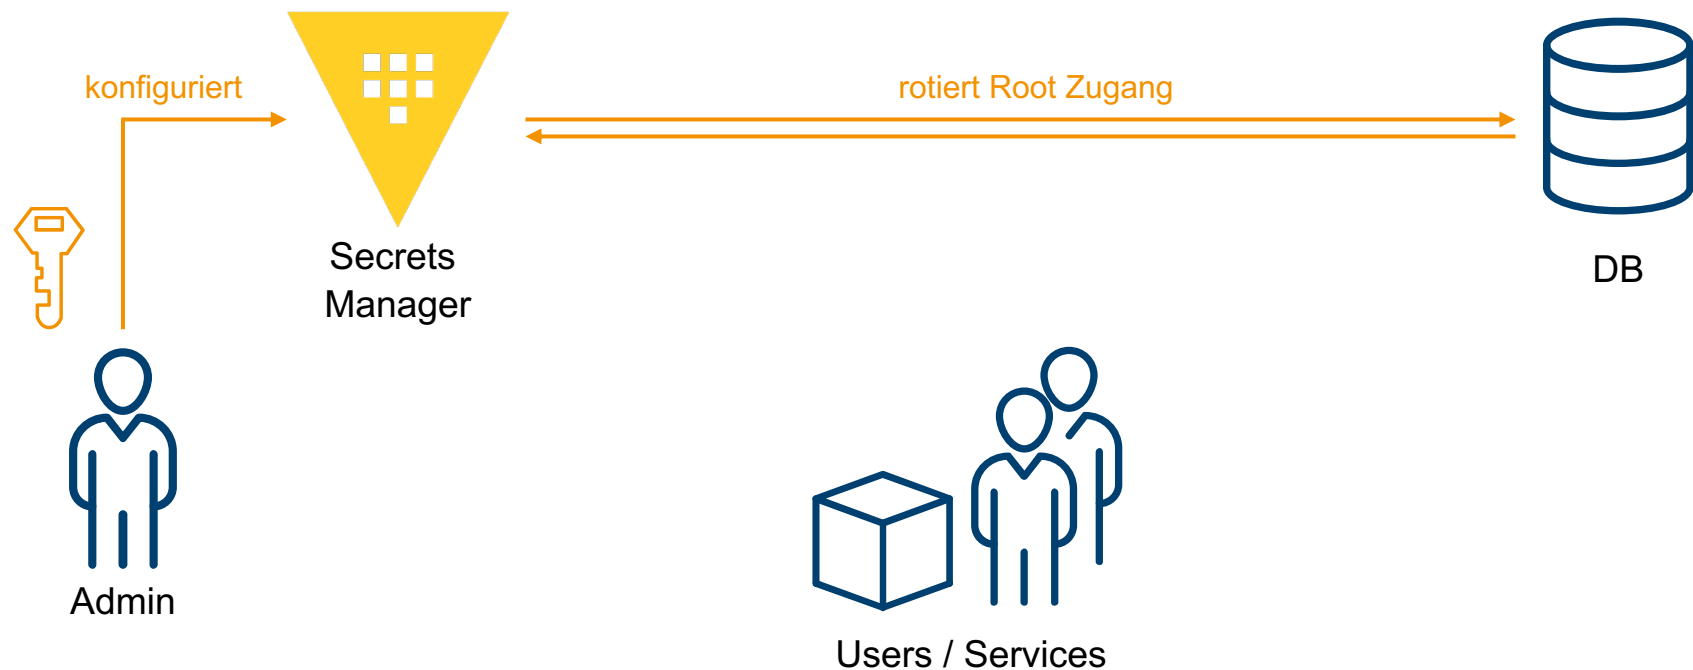 konfiguriert
rotiert Root Zugang
Secrets
Manager
DB
Admin
Users / Services